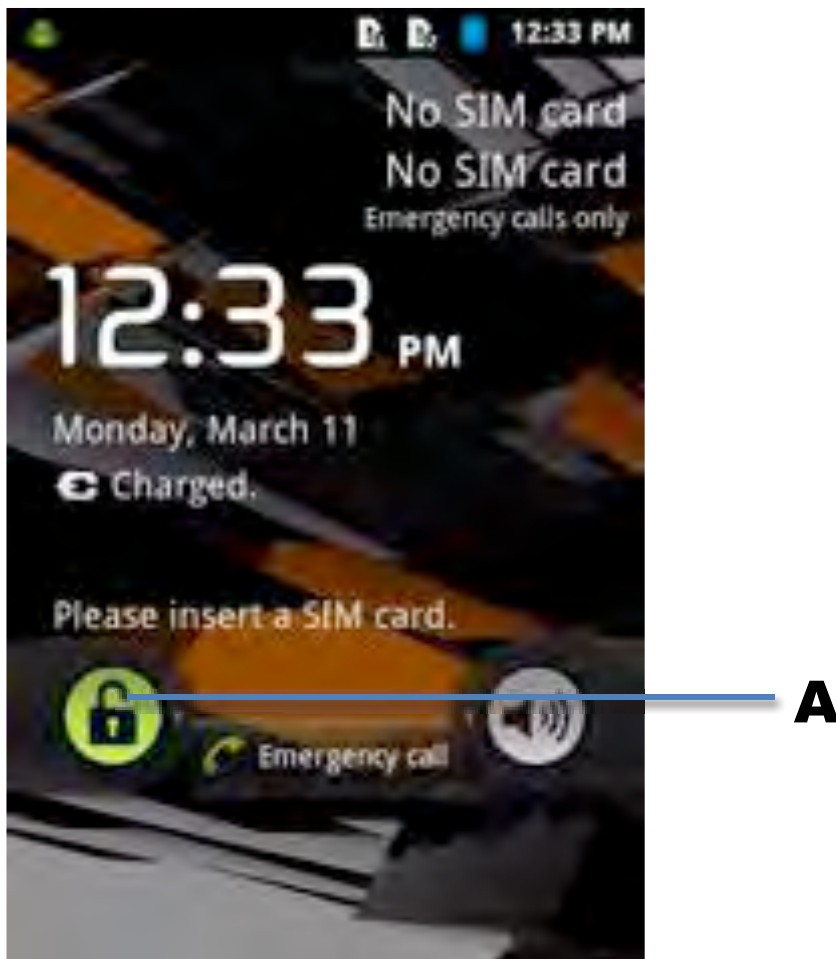 12:33 PM
No SIM card
No SIM card
Emergency calls only
12:33 PM
Monday, March 11
Charged.
Please insert a SIM card.
A
Emergency call